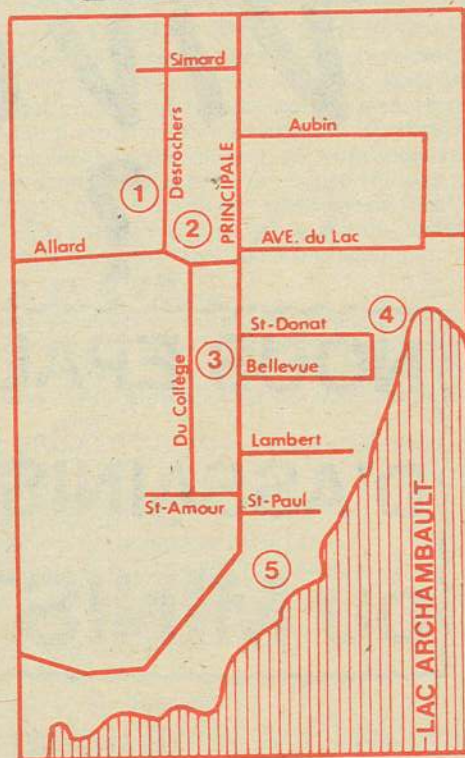 Simard
Desrochers
PRINCIPALE
Aubin
1
2
Allard
AVE. du Lac
St-Donat
4
3
Bellevue
Du Collège
Lambert
St-Amour
St-Paul
5
LAC ARCHAMBAULT